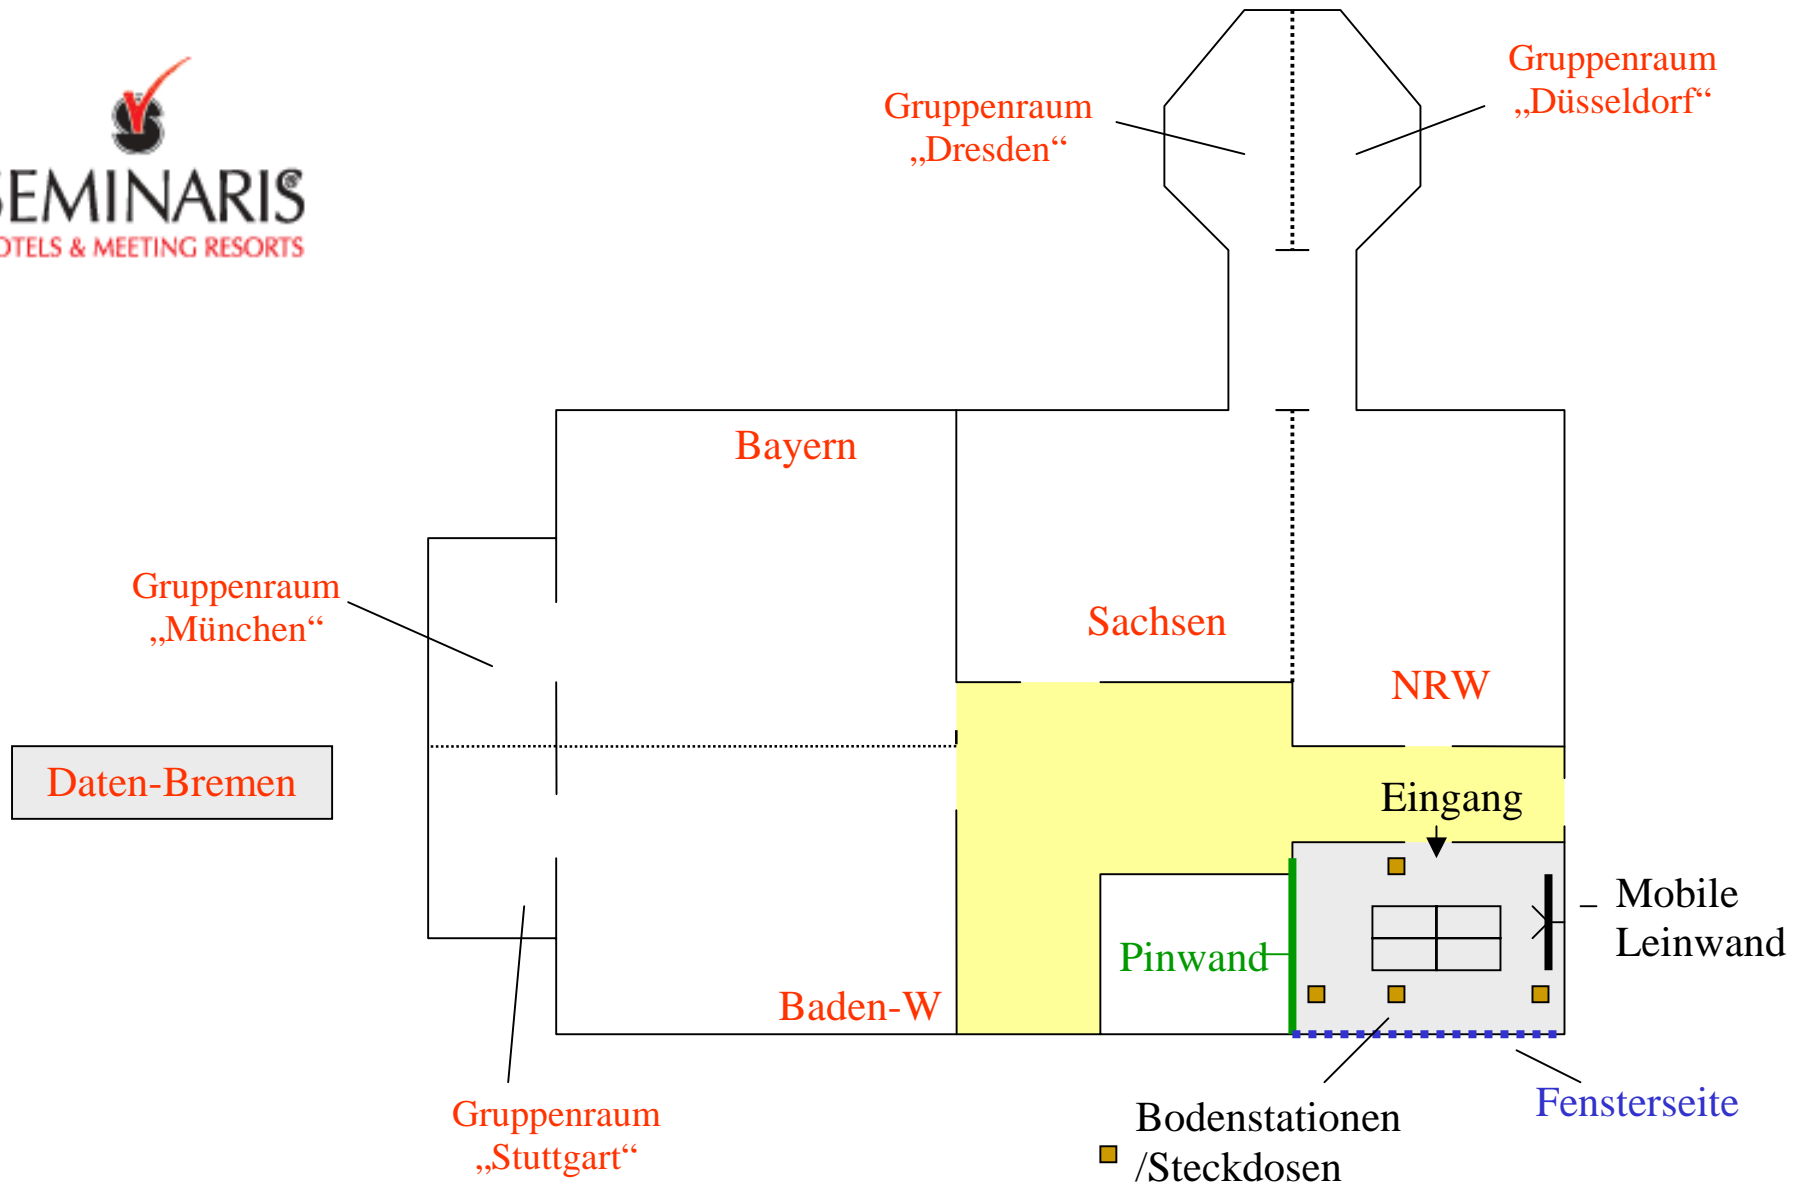 SEMINARIS®
HOTELS & MEETING RESORTS
Gruppenraum
„Dresden“
Gruppenraum
„Düsseldorf“
Bayern
Gruppenraum
„München“
Sachsen
NRW
Daten-Bremen
Eingang
Mobile
Leinwand
Pinwand
Baden-W
Gruppenraum
„Stuttgart“
Bodenstationen
/Steckdosen
Fensterseite